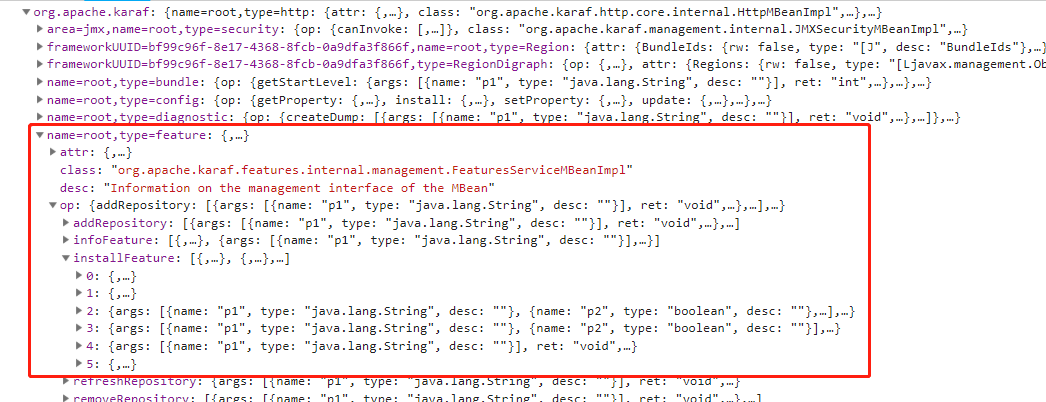 org.apache.karaf: {name=root,type=http: {attr: {,…}, class: "org.apache.karaf.http.core.internal.HttpMBeanImpl",…},…}
area=jmx,name=root,type=security: {op: {canInvoke: [,…]}, class: "org.apache.karaf.management.internal.JMXSecurityMBeanImpl",…
frameworkUUID=bf99c96f-8e17-4368-8fcb-0a9dfa3f866f,name=root,type=Region: {attr: {BundleIds: {rw: false, type: "[J", desc: "BundleIds"},…
frameworkUUID=bf99c96f-8e17-4368-8fcb-0a9dfa3f866f,type=RegionDigraph: {op: {,…}, attr: {Regions: {rw: false, type: "[Ljavax.management.Ob
name=root,type=bundle: {op: {getStartLevel: {args: [{name: "p1", type: "java.lang.String", desc: ""}], ret: "int",…},…},…}
name=root,type=config: {op: {getProperty: {,…}, install: {,…}, setProperty: {,…}, update: {,…},…},…}
name=root,type=diagnostic: {op: {createDump: [{args: [{name: "p1", type: "java.lang.String", desc: ""}], ret: "void",…},…]},…}
name=root,type=feature: {,…}
attr: {,…}
class: "org.apache.karaf.features.internal.management.FeaturesServiceMBeanImpl"
desc: "Information on the management interface of the MBean"
op: {addRepository: [{args: [{name: "p1", type: "java.lang.String", desc: ""}], ret: "void",…},…],…}
addRepository: [{args: [{name: "p1", type: "java.lang.String", desc: ""}], ret: "void",…},…]
infoFeature: [{,…}, {args: [{name: "p1", type: "java.lang.String", desc: ""}],…}]
installFeature: [{,…}, {,…},…]
0: {,…}
1: {,…}
2: {args: [{name: "p1", type: "java.lang.String", desc: ""}, {name: "p2", type: "boolean", desc: ""},…],…}
3: {args: [{name: "p1", type: "java.lang.String", desc: ""}, {name: "p2", type: "boolean", desc: ""}],…}
4: {args: [{name: "p1", type: "java.lang.String", desc: ""}], ret: "void",…}
5: {,…}
refreshRepository: {args: [{name: "p1", type: "java.lang.String", desc: ""}], ret: "void",…}
removeRepository: [{args: [{name: "p1", type: "java.lang.String", desc: ""}], ret: "void",…},…]